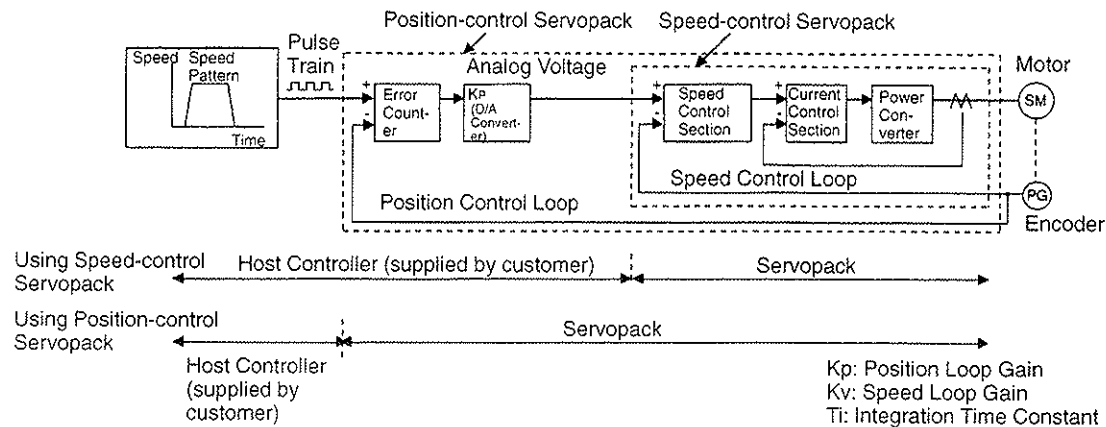 Position-control Servopack
Speed-control Servopack
Speed
Speed
Pattern
Time
Pulse
Train
Analog Voltage
Motor
+
-
Error
Count-
er
KP
(D/A
Convert-
er)
+
-
Speed
Control
Section
+
-
Current
Control
Section
Power
Con-
verter
SM
Speed Control Loop
Position Control Loop
PG
Encoder
Using Speed-control
Servopack
Host Controller (supplied by customer)
Servopack
Using Position-control
Servopack
Servopack
Host Controller
(supplied by
customer)
Kp: Position Loop Gain
Kv: Speed Loop Gain
Ti: Integration Time Constant